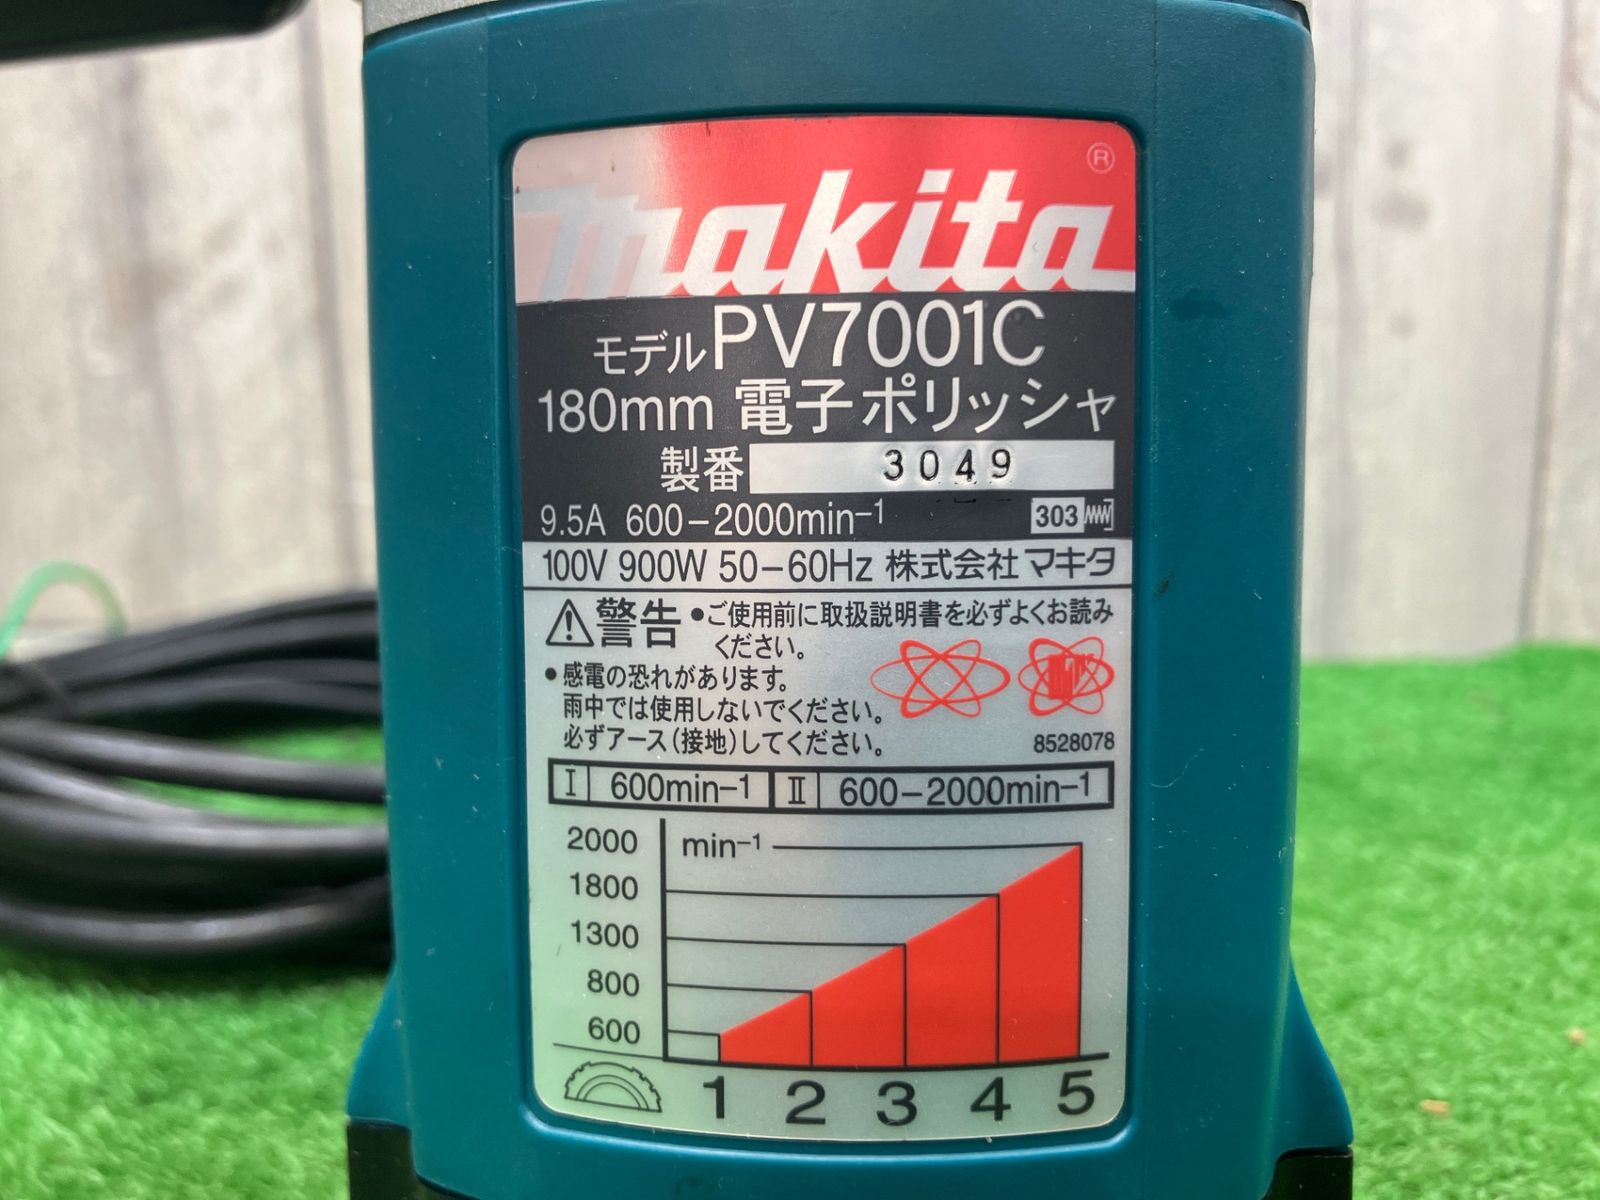 makita®
モデルPV7001C
180mm 電子ポリッシャ
製番 3049
9.5A 600-2000min-1 303
100V 900W 50-60Hz 株式会社 マキタ
⚠警告 •ご使用前に取扱説明書を必ずよくお読み
ください。
•感電の恐れがあります。
雨中では使用しないでください。
必ずアース(接地)してください。
8528078
I 600min-1 II 600-2000min-1
2000 min-1
1800
1300
800
600
1 2 3 4 5